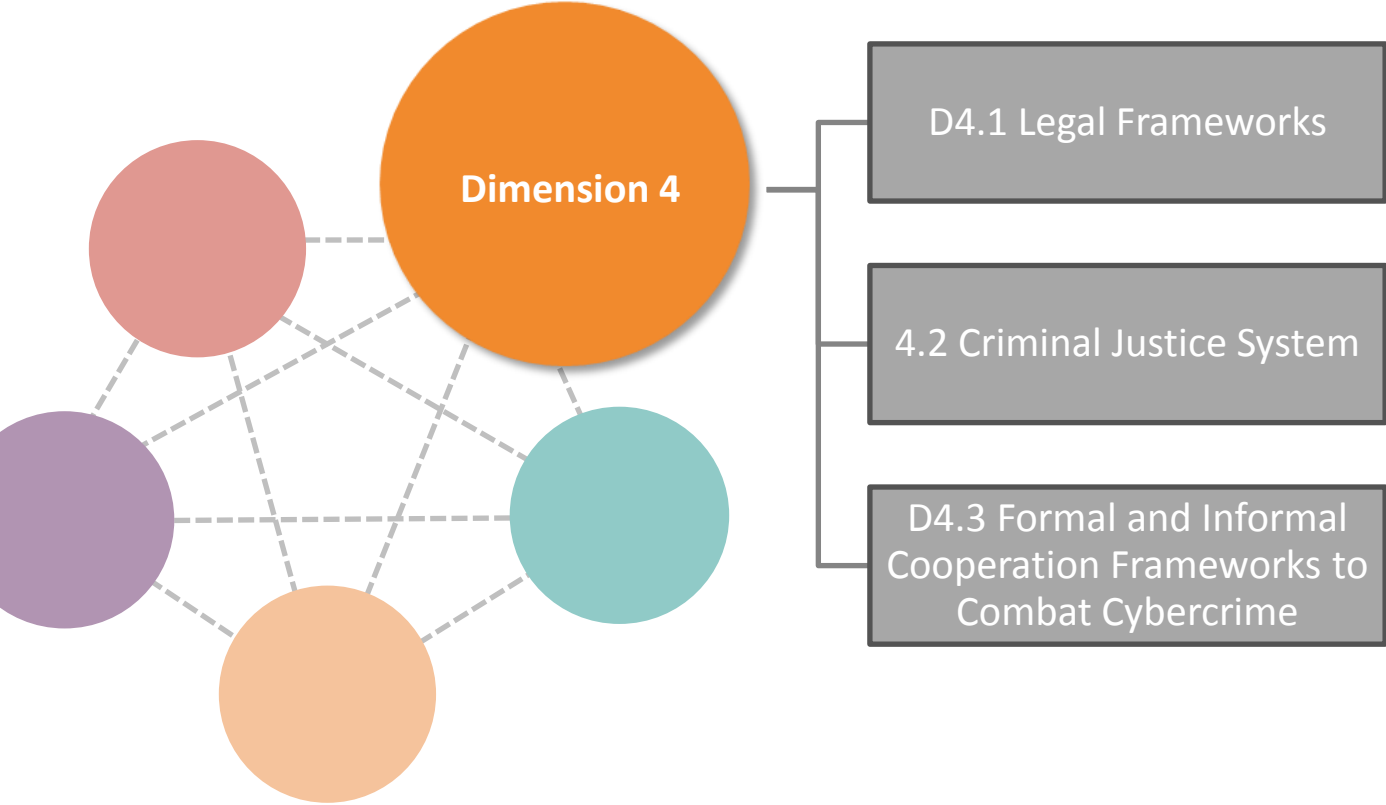 Dimension 4
D4.1 Legal Frameworks
4.2 Criminal Justice System
D4.3 Formal and Informal
Cooperation Frameworks to
Combat Cybercrime